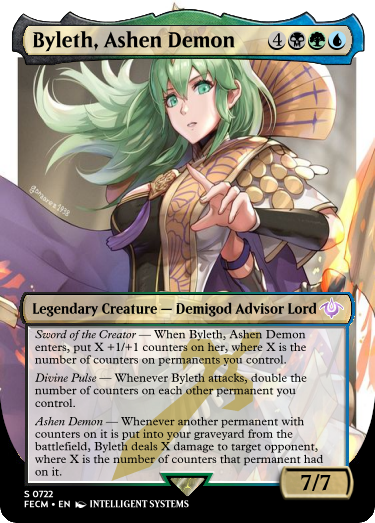 Byleth, Ashen Demon 4
Legendary Creature — Demigod Advisor Lord
Sword of the Creator — When Byleth, Ashen Demon
enters, put X +1/+1 counters on her, where X is the
number of counters on permanents you control.
Divine Pulse — Whenever Byleth attacks, double the
number of counters on each other permanent you
control.
Ashen Demon — Whenever another permanent with
counters on it is put into your graveyard from the
battlefield, Byleth deals X damage to target opponent,
where X is the number of counters that permanent had
on it.
7/7
S 0722
FECM • EN INTELLIGENT SYSTEMS